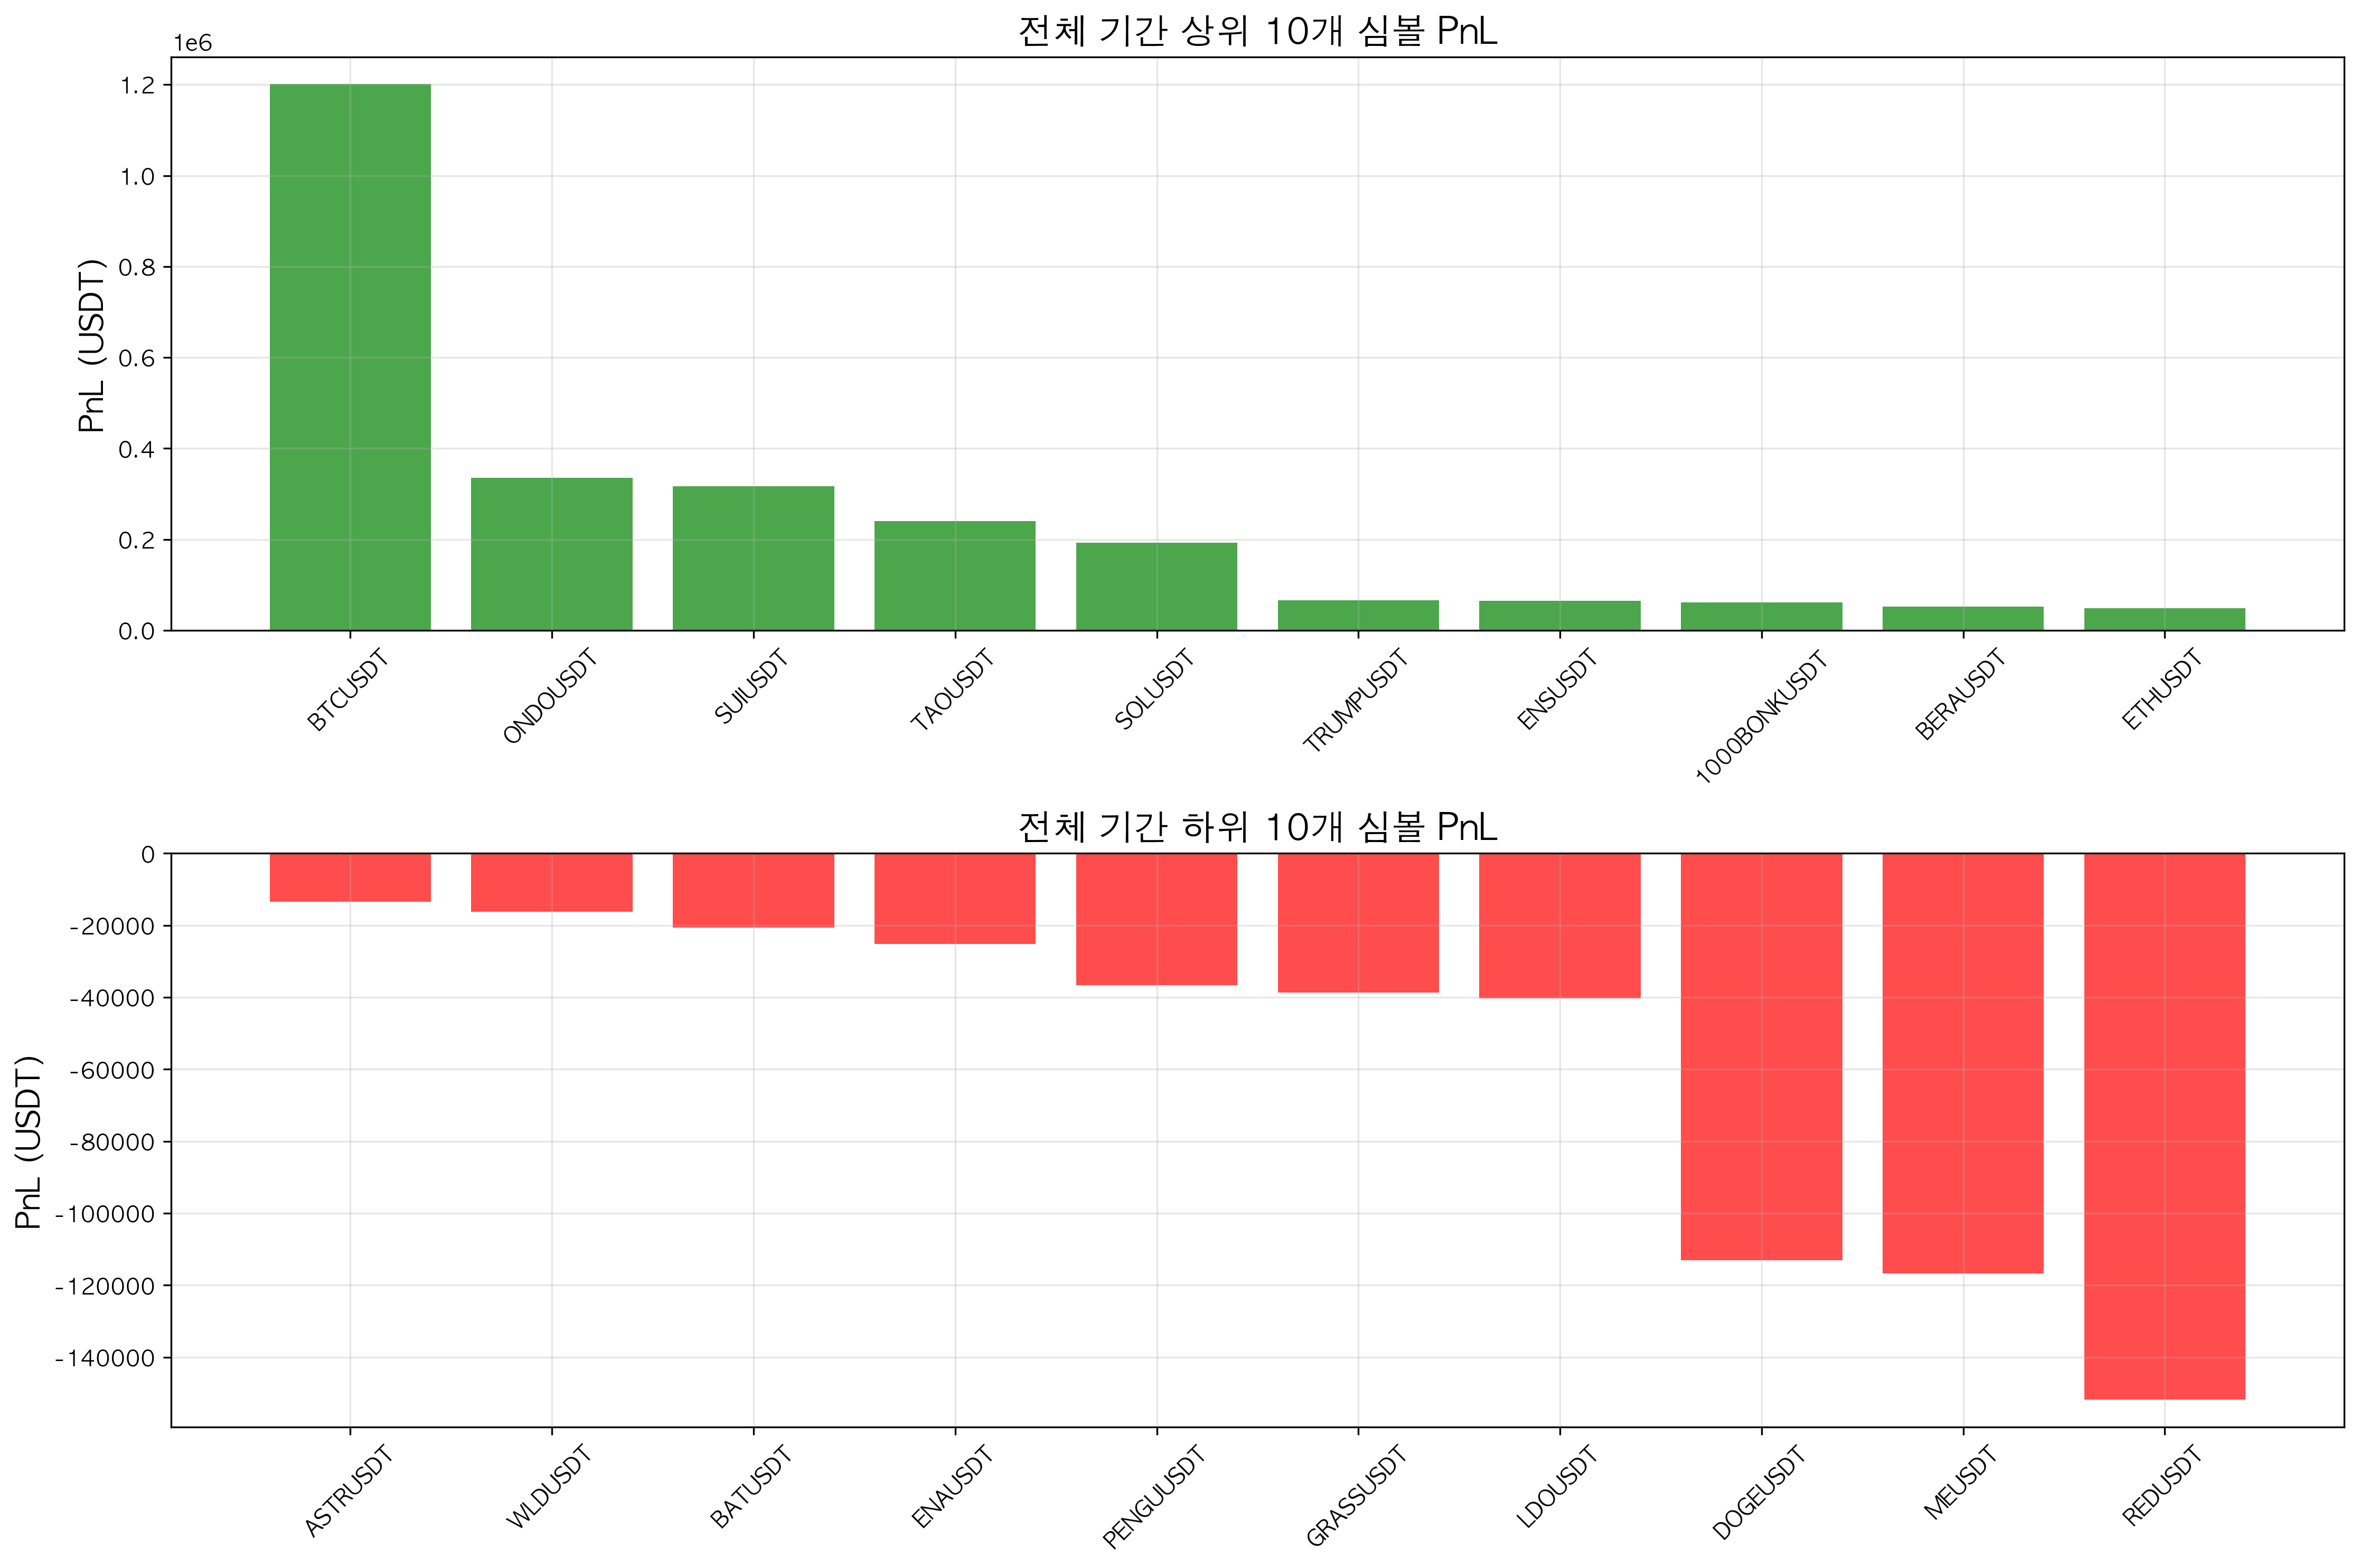 전체 기간 상위 10개 심볼 PnL
1e6
1.2
1.0
0.8
0.6
0.4
0.2
0.0
PnL (USDT)
BTCUSDT
ONDOUSDT
SUIUSDT
TAOUSDT
SOLUSDT
TRUMPUSDT
ENSUSDT
1000BONKUSDT
BERAUSDT
ETHUSDT
전체 기간 하위 10개 심볼 PnL
0
-20000
-40000
-60000
-80000
-100000
-120000
-140000
PnL (USDT)
ASTRUSDT
WLDUSDT
BATUSDT
ENAUSDT
PENGUUSDT
GRASSUSDT
LDOUSDT
DOGEUSDT
MEUSDT
REDUSDT